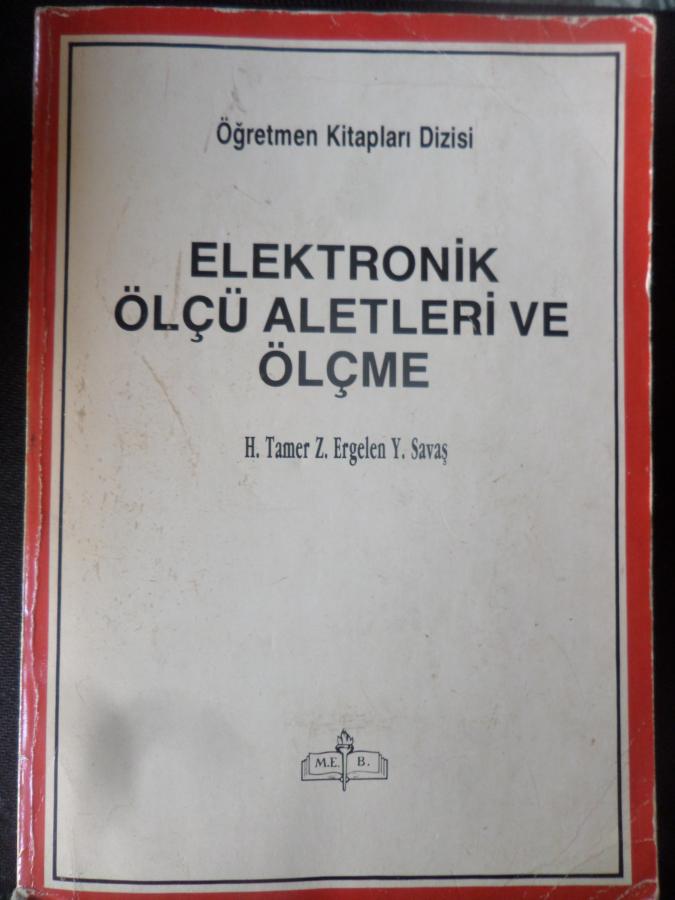 Öğretmen Kitapları Dizisi
ELEKTRONİK
ÖLÇÜ ALETLERİ VE
ÖLÇME
H. Tamer Z. Ergelen Y. Savaş
M.E. B.